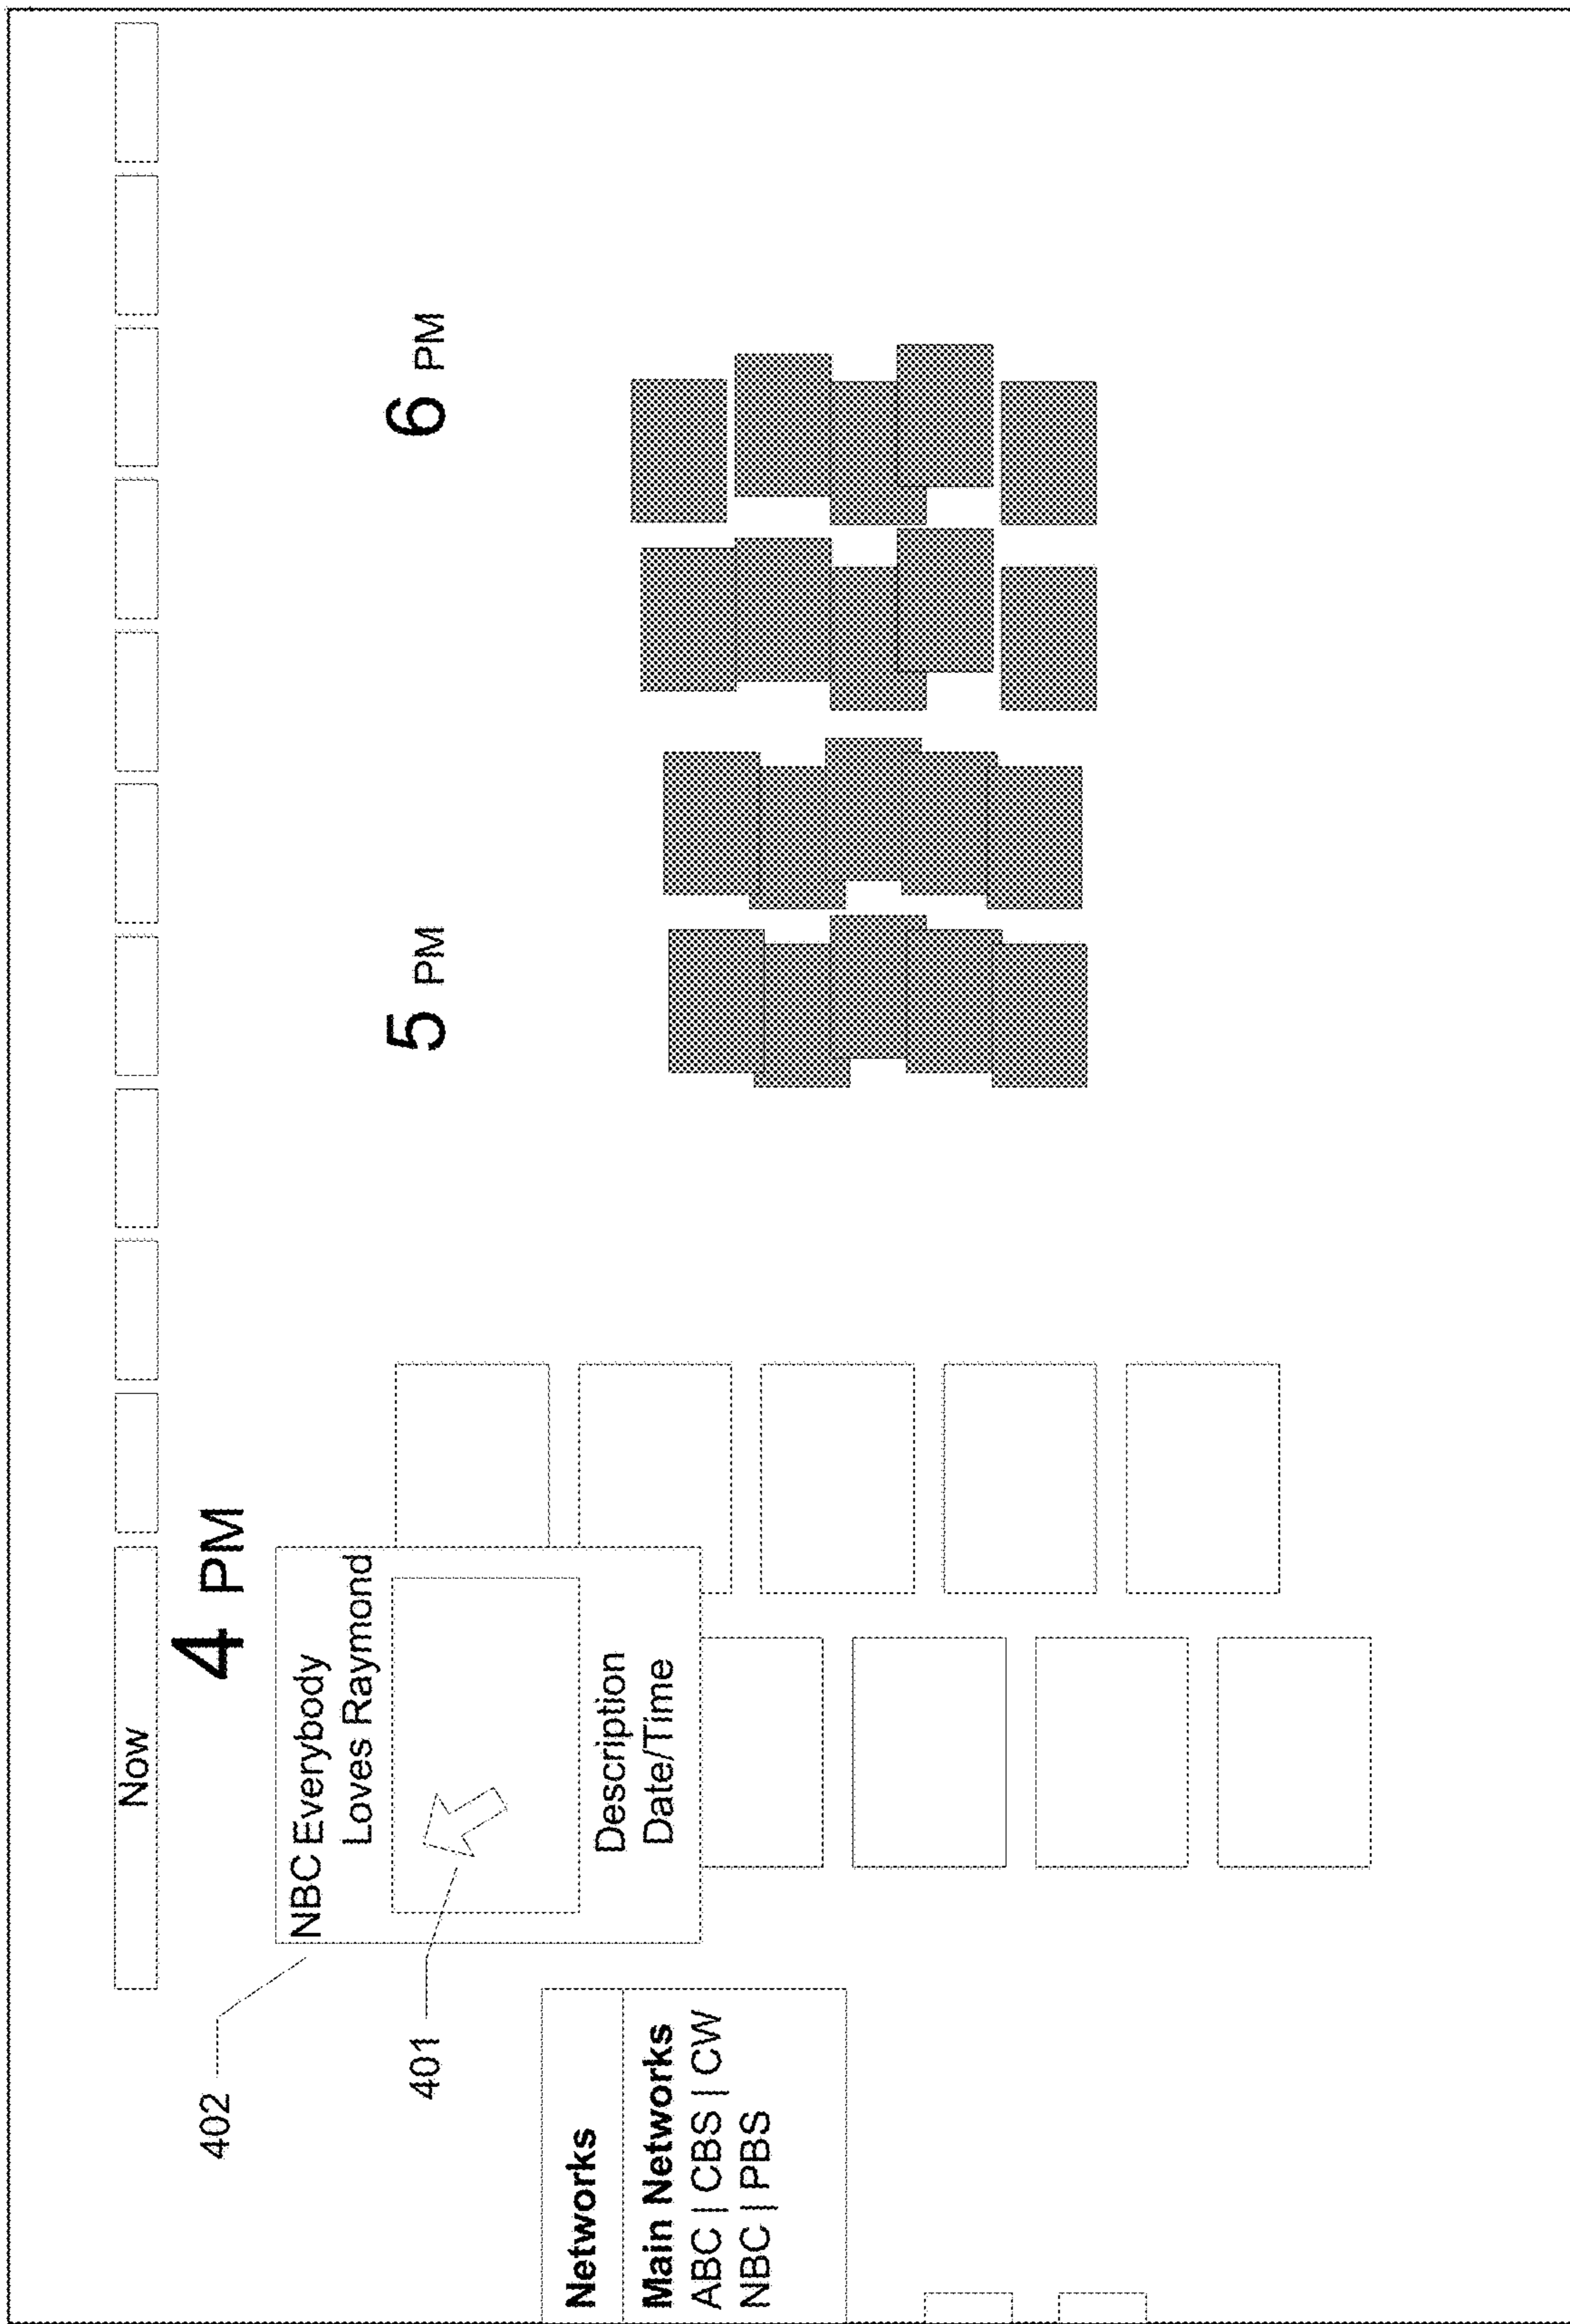 Now
4 PM
5 PM
6 PM
402
NBC Everybody
Loves Raymond
401
Description
Date/Time
Networks
Main Networks
ABC | CBS | CW
NBC | PBS